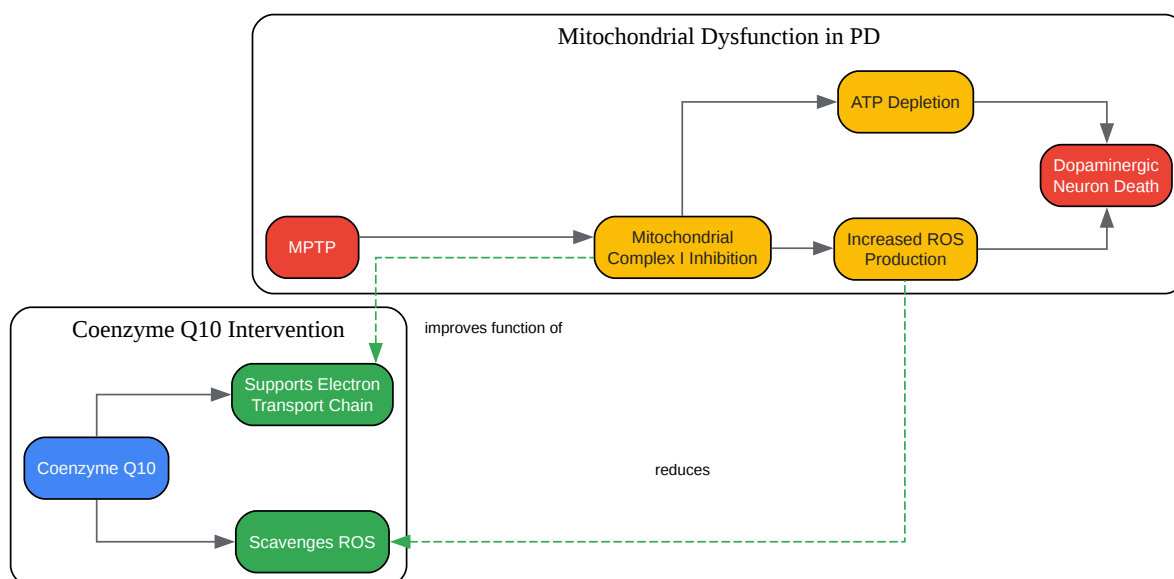 Mitochondrial Dysfunction in PD
ATP Depletion
Dopaminergic
Neuron Death
MPTP
Mitochondrial
Complex I Inhibition
Increased ROS
Production
Coenzyme Q10 Intervention
improves function of
Supports Electron
Transport Chain
Coenzyme Q10
reduces
Scavenges ROS